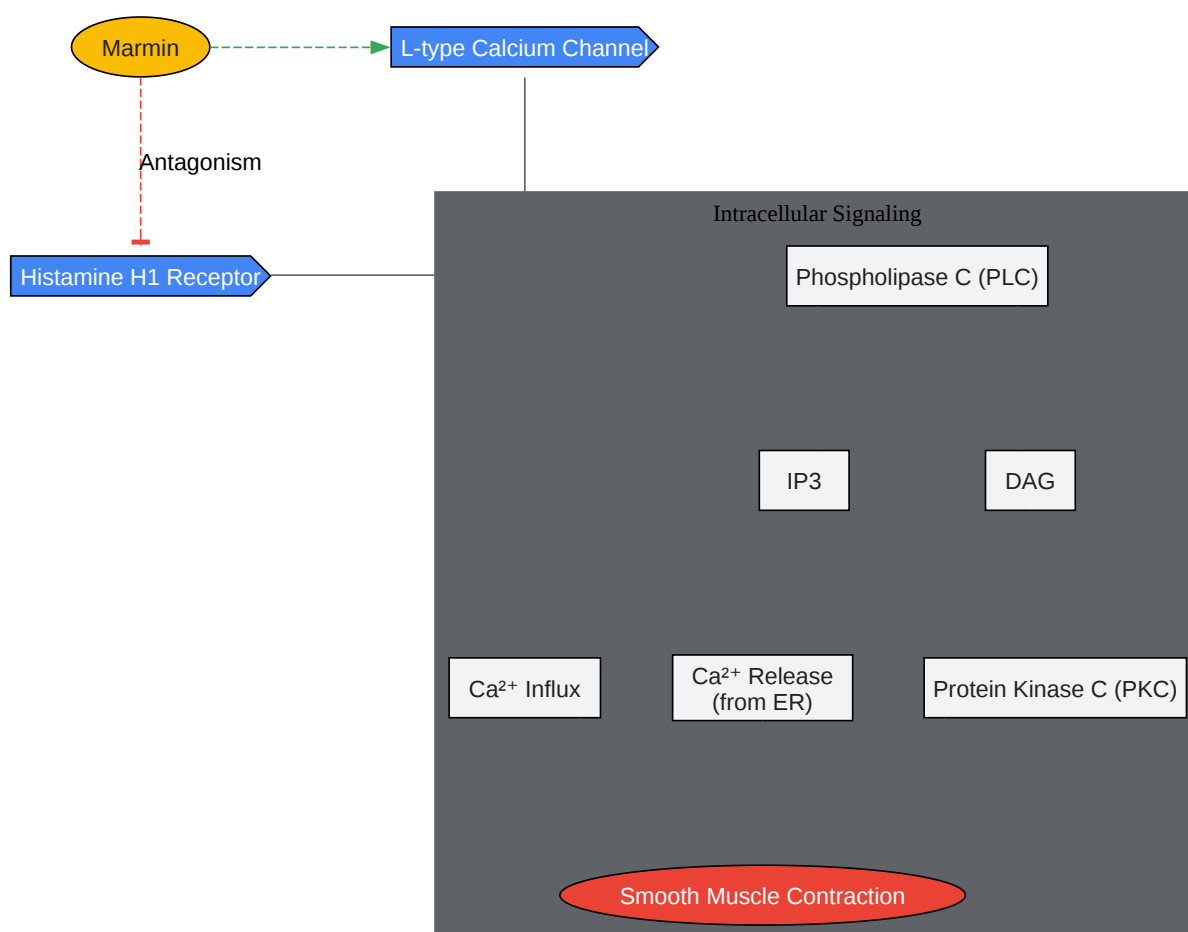 Marmin
L-type Calcium Channel
Antagonism
Intracellular Signaling
Histamine H1 Receptor
Phospholipase C (PLC)
IP3
DAG
Ca²⁺ Influx
Ca²⁺ Release
(from ER)
Protein Kinase C (PKC)
Smooth Muscle Contraction